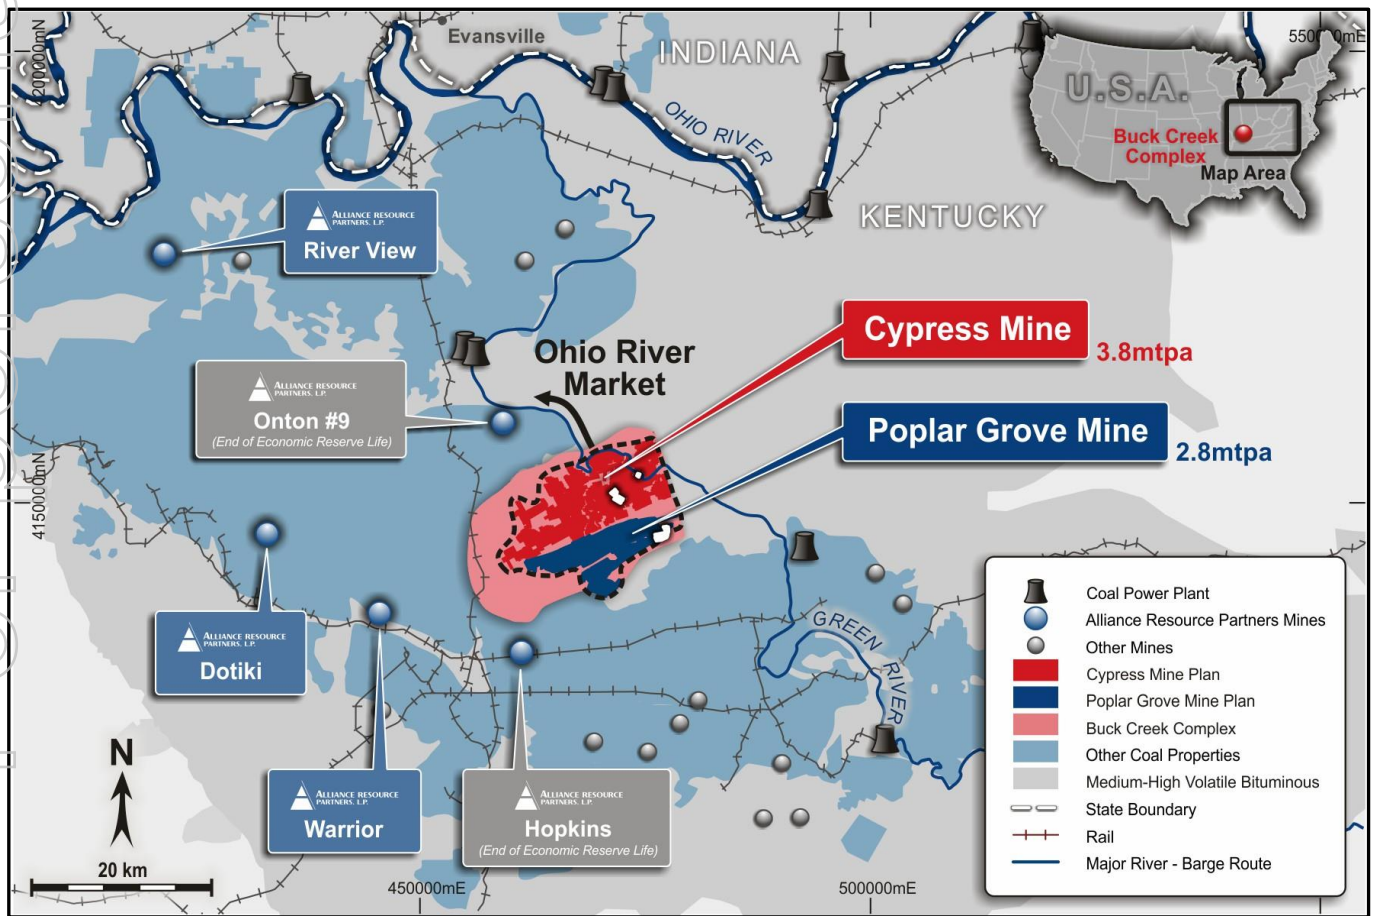 Evansville
INDIANA
550000mE
4200000mN
U.S.A.
OHIO RIVER
Buck Creek
Complex
Map Area
KENTUCKY
ALLIANCE RESOURCE
PARTNERS, L.P.
River View
Cypress Mine
3.8mtpa
Ohio River
Market
ALLIANCE RESOURCE
PARTNERS, L.P.
Onton #9
(End of Economic Reserve Life)
Poplar Grove Mine
2.8mtpa
4150000mN
ALLIANCE RESOURCE
PARTNERS, L.P.
Dotiki
GREEN RIVER
Coal Power Plant
Alliance Resource Partners Mines
Other Mines
Cypress Mine Plan
Poplar Grove Mine Plan
Buck Creek Complex
Other Coal Properties
Medium-High Volatile Bituminous
State Boundary
Rail
Major River - Barge Route
N
20 km
ALLIANCE RESOURCE
PARTNERS, L.P.
Warrior
ALLIANCE RESOURCE
PARTNERS, L.P.
Hopkins
(End of Economic Reserve Life)
450000mE
500000mE